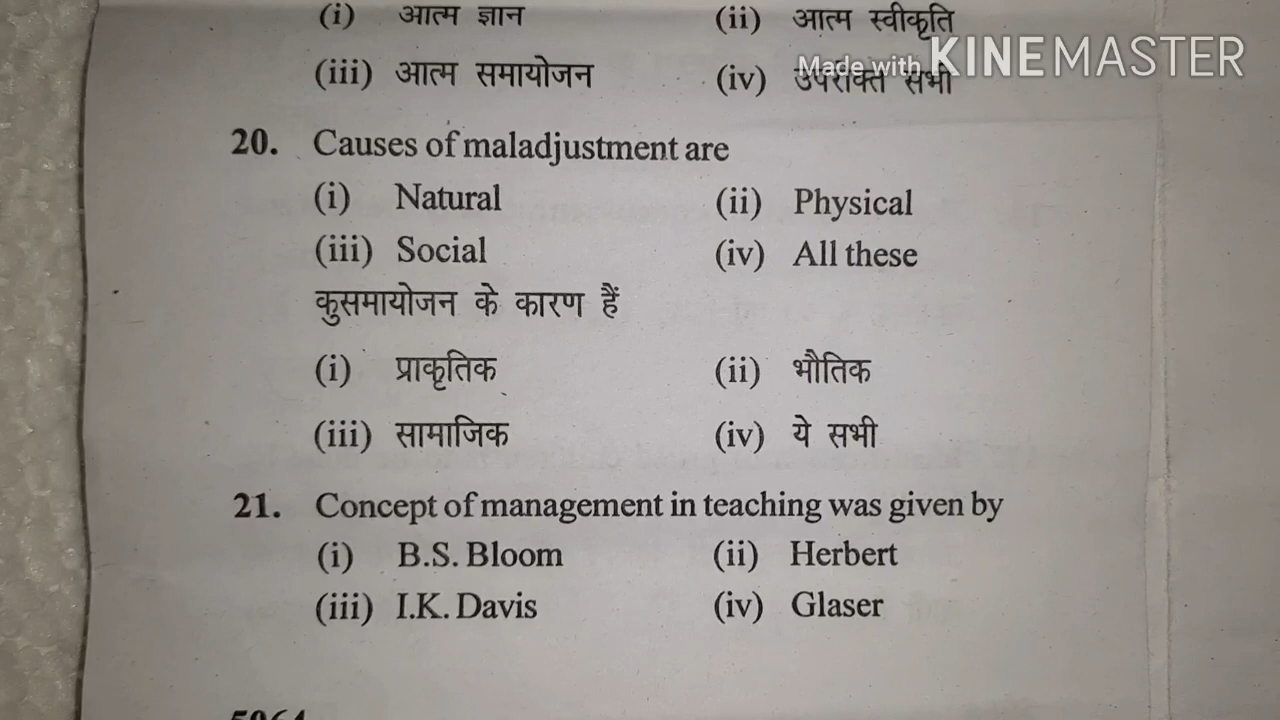 (i) आत्म ज्ञान (ii) आत्म स्वीकृति
Made with KINEMASTER
(iii) आत्म समायोजन (iv) उपरोक्त सभी
20. Causes of maladjustment are
(i) Natural (ii) Physical
(iii) Social (iv) All these
कुसमायोजन के कारण हैं
(i) प्राकृतिक (ii) भौतिक
(iii) सामाजिक (iv) ये सभी
21. Concept of management in teaching was given by
(i) B.S. Bloom (ii) Herbert
(iii) I.K. Davis (iv) Glaser